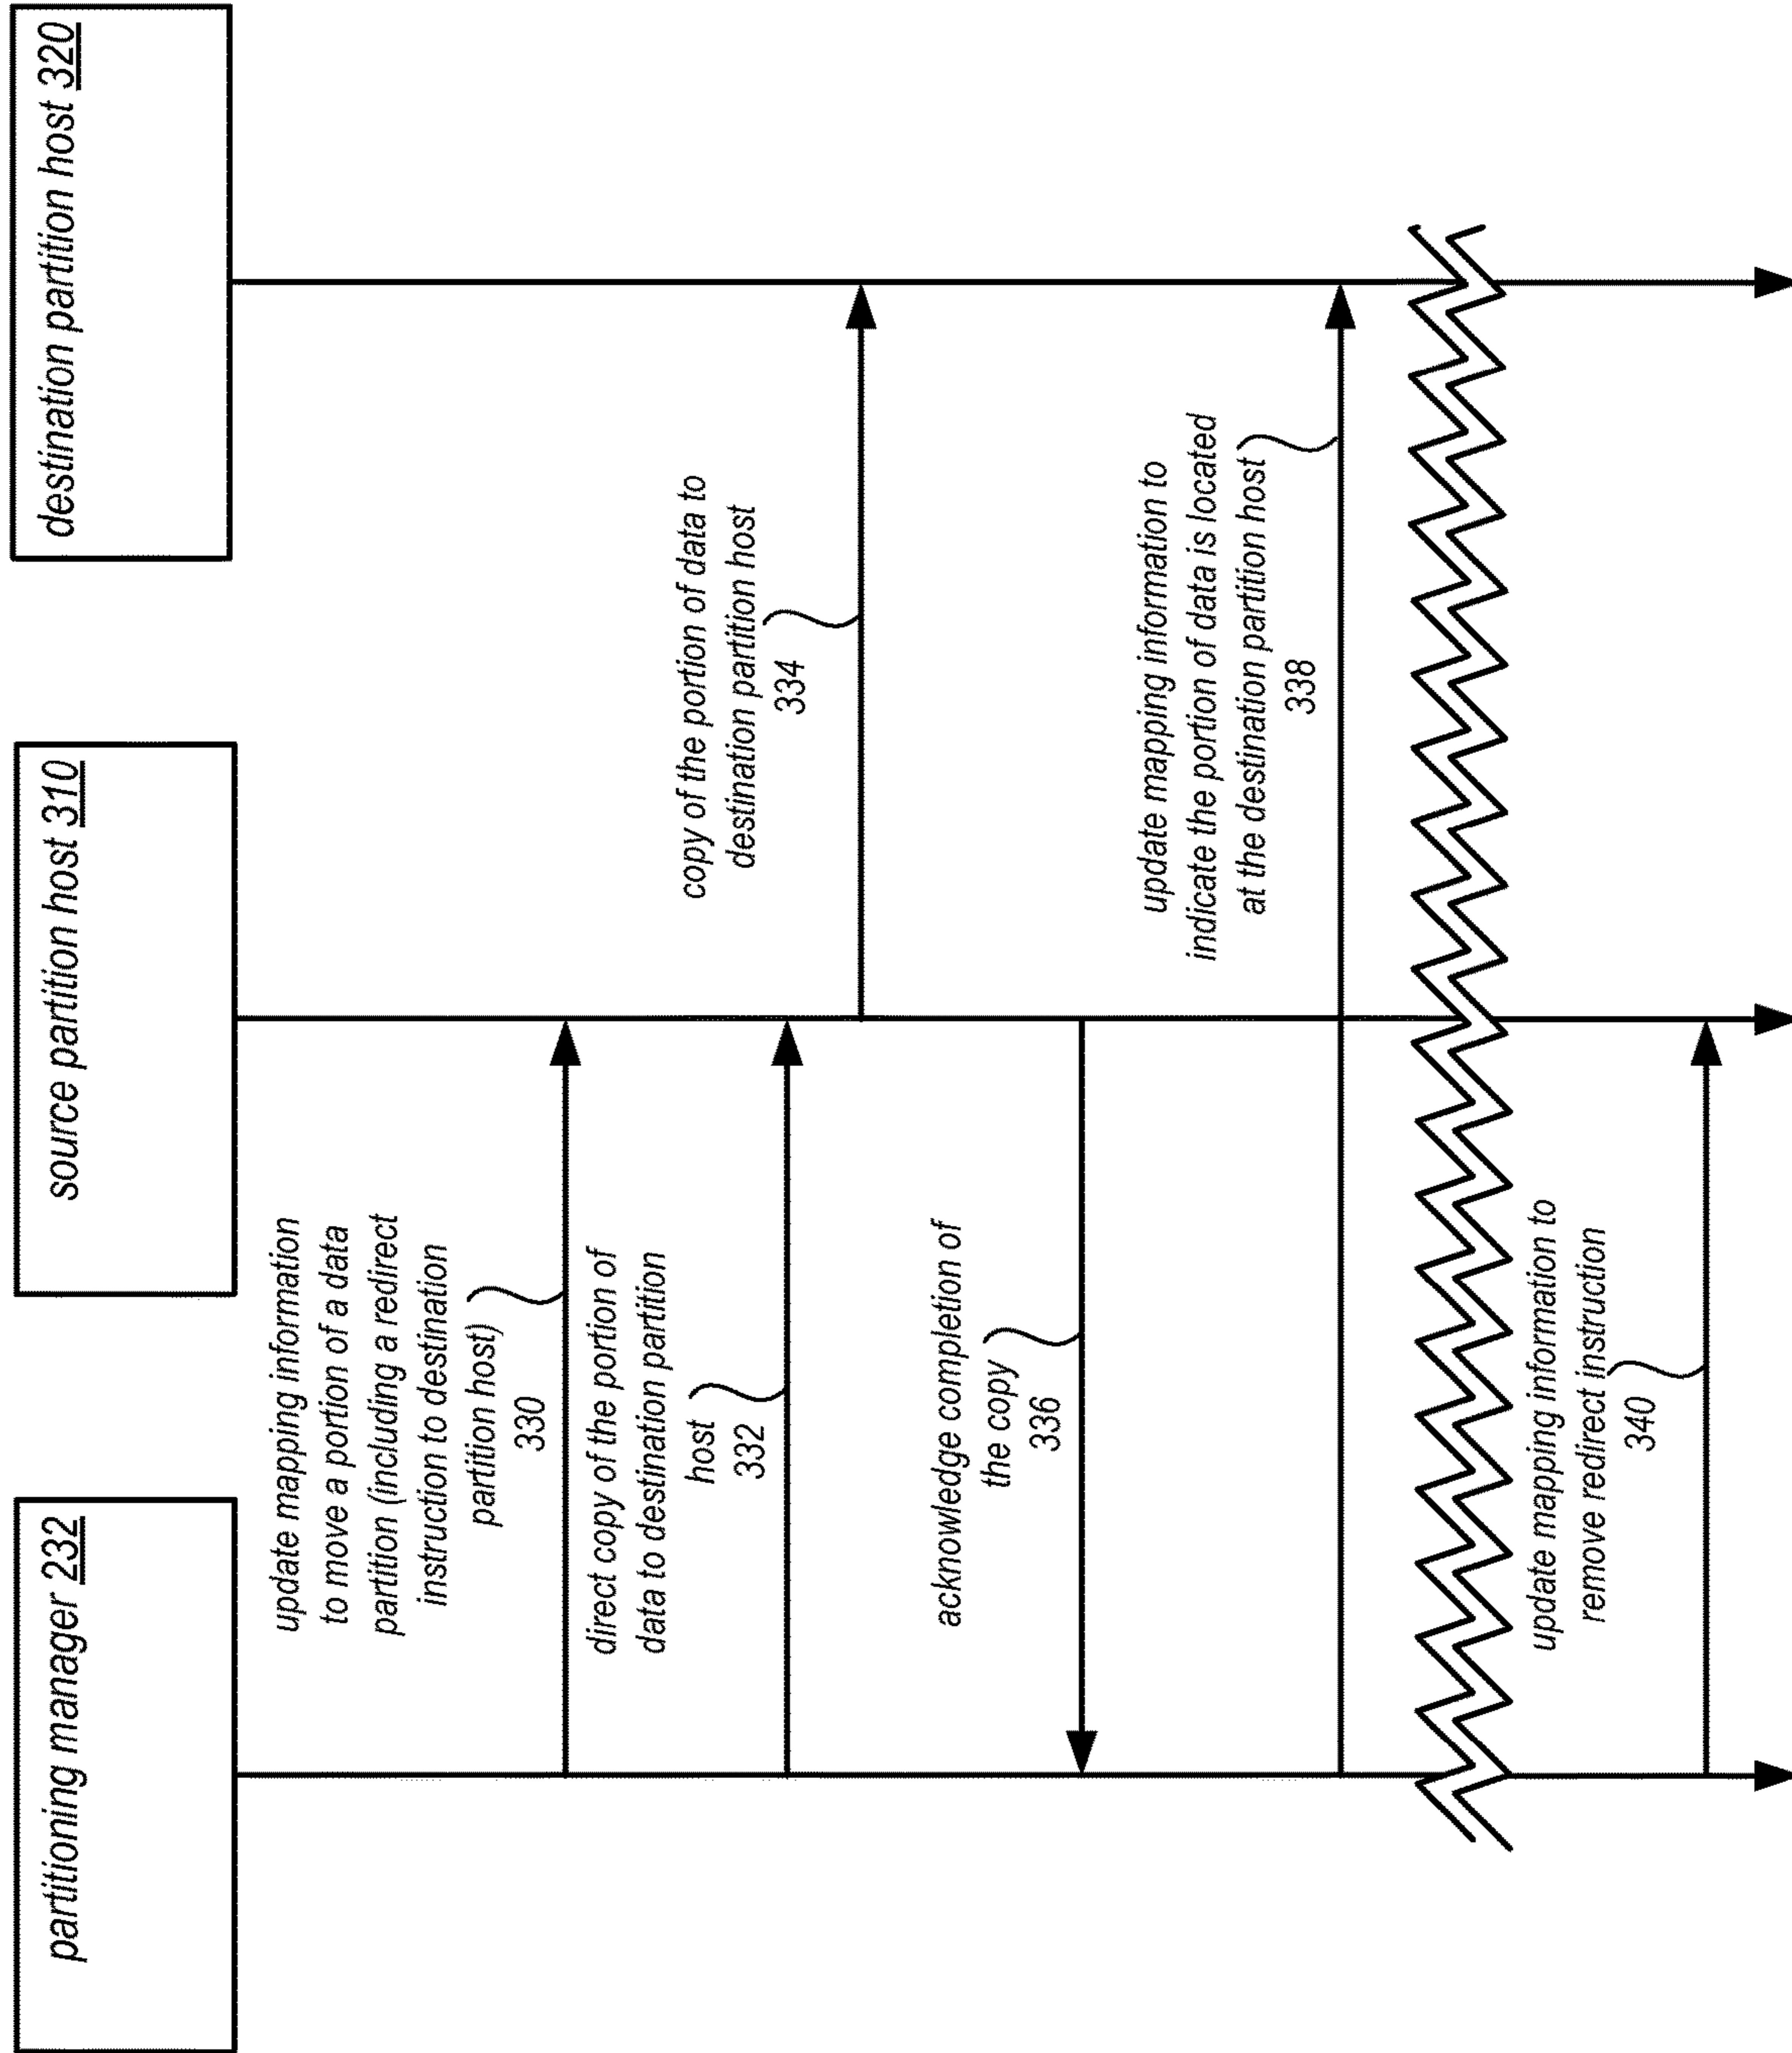 partitioning manager 232
source partition host 310
destination partition host 320
update mapping information
to move a portion of a data
partition (including a redirect
instruction to destination
partition host)
330
direct copy of the portion of
data to destination partition
host
332
copy of the portion of data to
destination partition host
334
acknowledge completion of
the copy
336
update mapping information to
indicate the portion of data is located
at the destination partition host
338
update mapping information to
remove redirect instruction
340